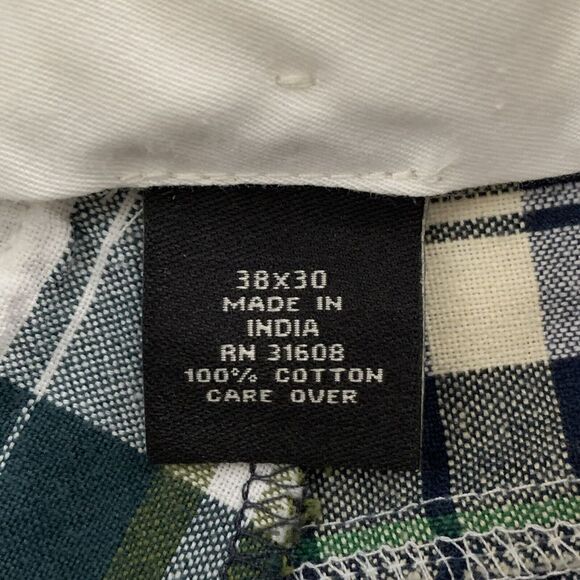 38X30
MADE IN
INDIA
RN 31608
100% COTTON
CARE OVER